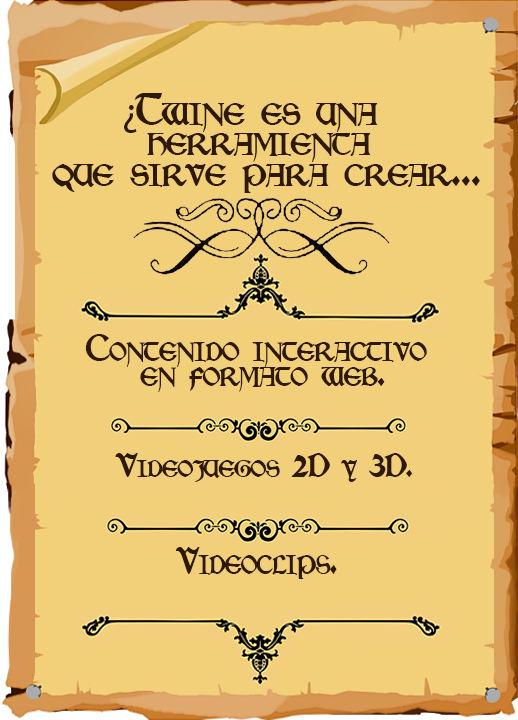 ¿Twine es una
herramienta
que sirve para crear...
Contenido interactivo
en formato web.
Videojuegos 2D y 3D.
Videoclips.